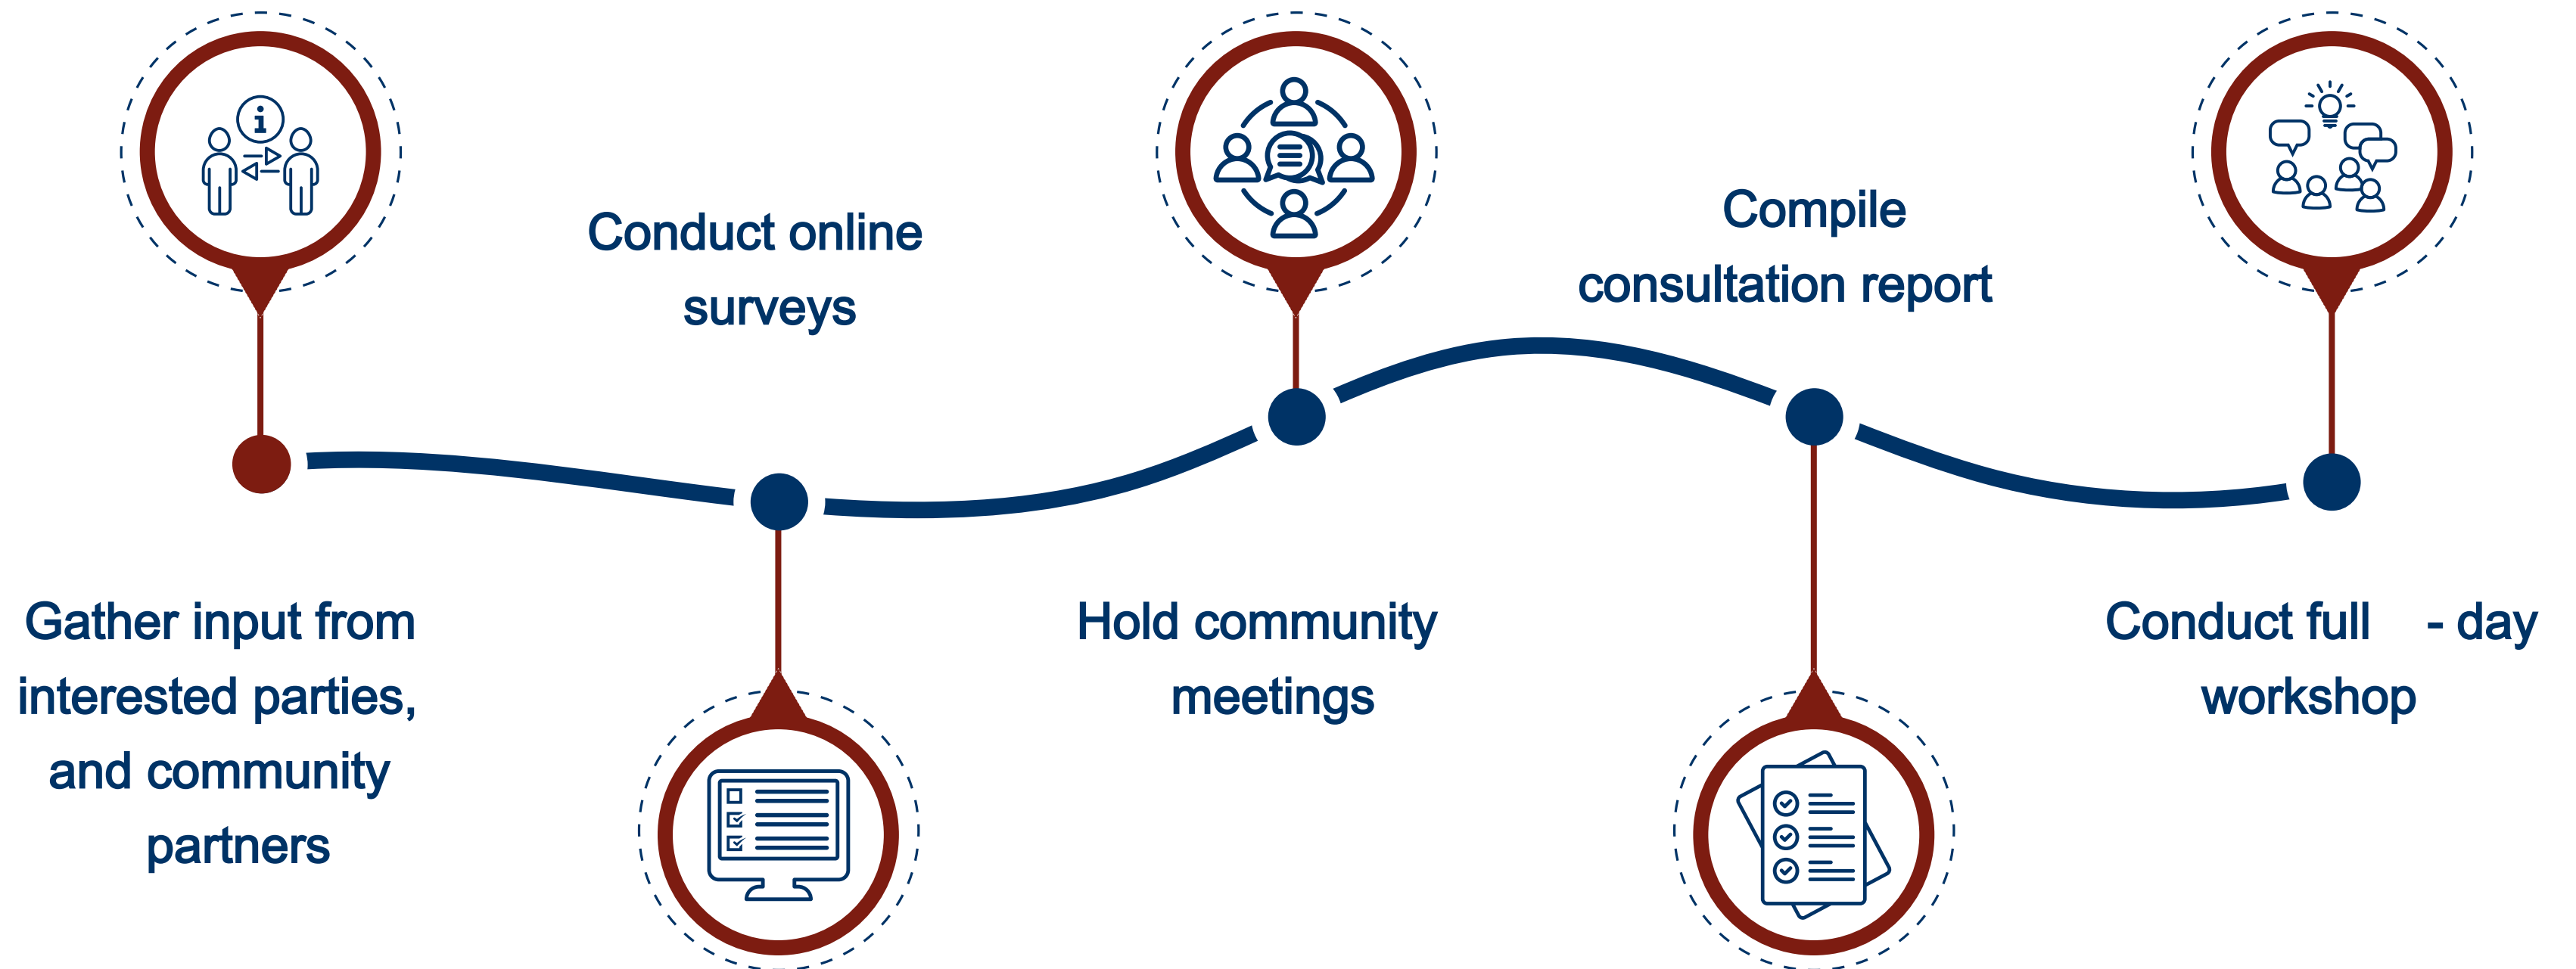 Gather input from
interested parties,
and community
partners
Conduct online
surveys
Hold community
meetings
Compile
consultation report
Conduct full - day
workshop